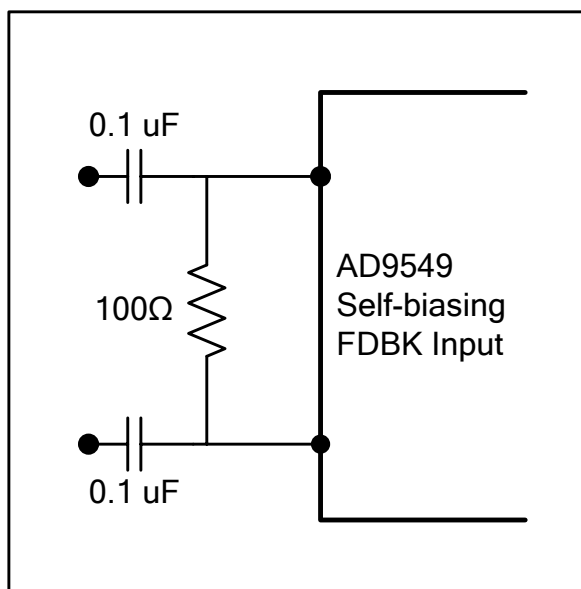 0.1 uF
100Ω
AD9549
Self-biasing
FDBK Input
0.1 uF